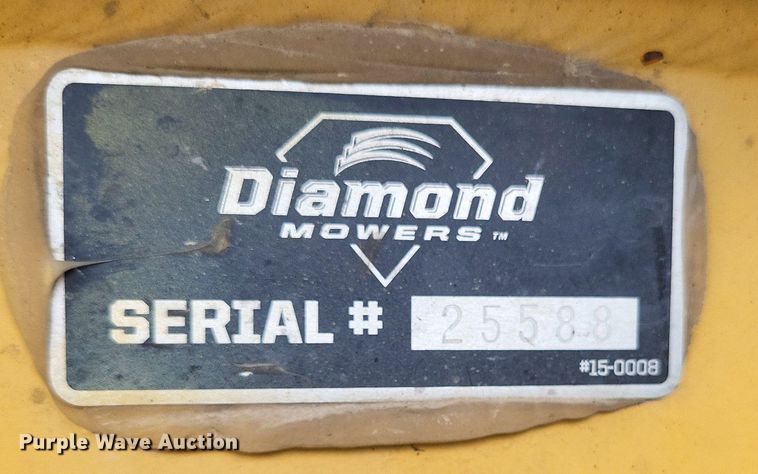 Diamond
MOWERS™
SERIAL # 25588
#15-0008
Purple Wave Auction